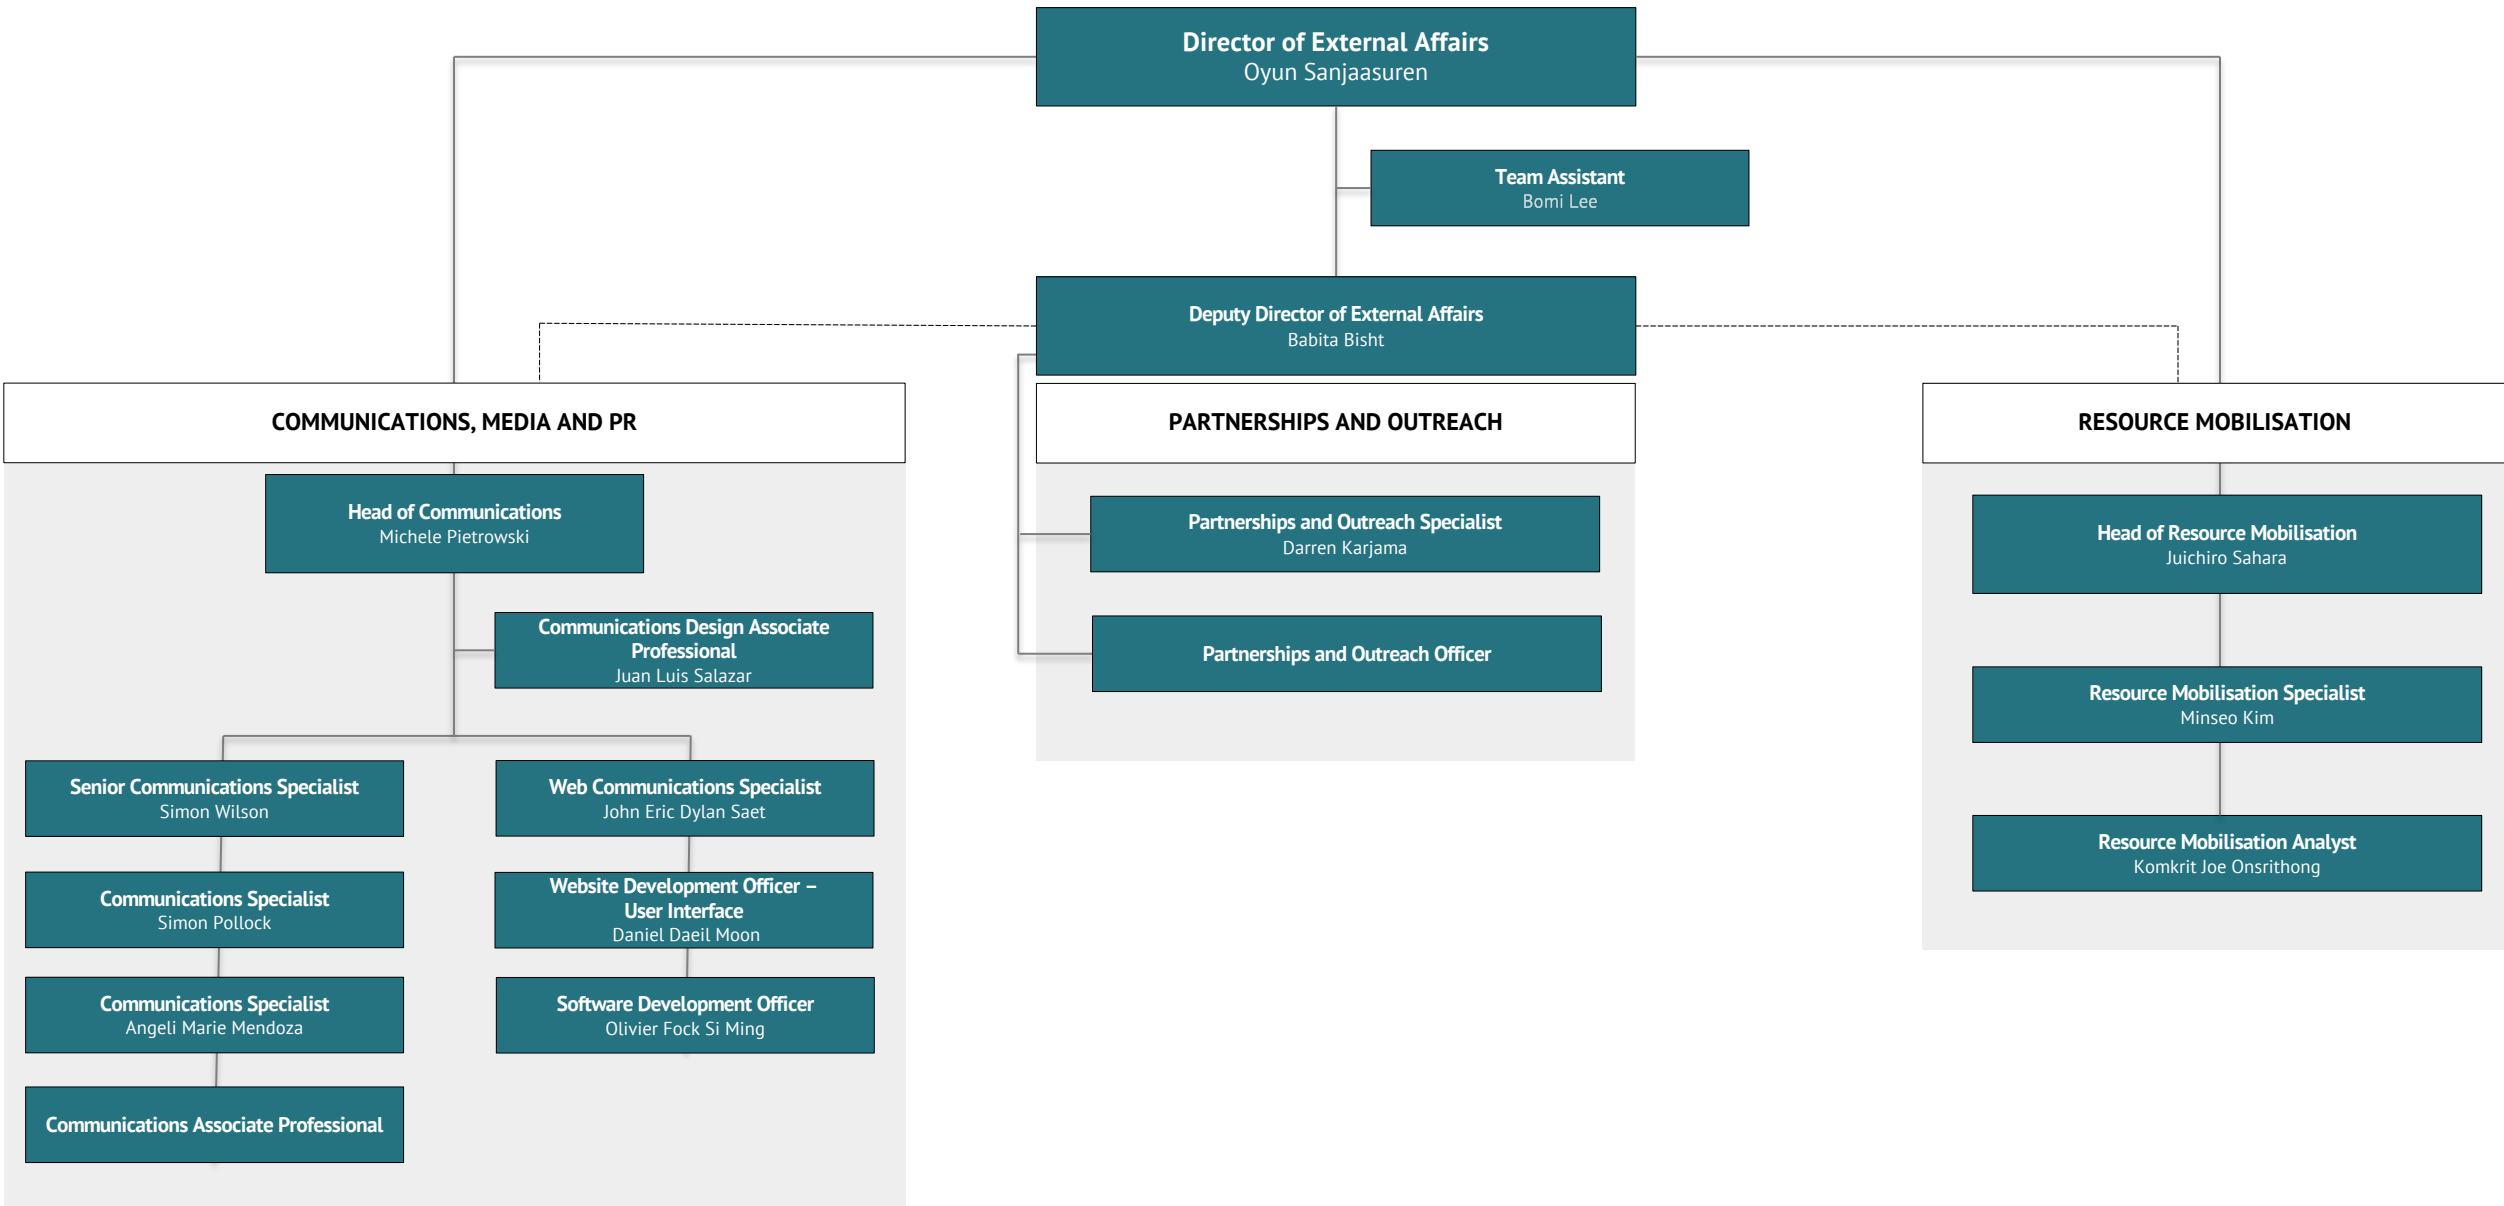 Director of External Affairs
Oyun Sanjaasuren
Team Assistant
Bomi Lee
Deputy Director of External Affairs
Babita Bisht
COMMUNICATIONS, MEDIA AND PR
Head of Communications
Michele Pietrowski
Communications Design Associate
Professional
Juan Luis Salazar
Senior Communications Specialist
Simon Wilson
Communications Specialist
Simon Pollock
Communications Specialist
Angeli Marie Mendoza
Communications Associate Professional
Web Communications Specialist
John Eric Dylan Saet
Website Development Officer –
User Interface
Daniel Daeil Moon
Software Development Officer
Olivier Fock Si Ming
PARTNERSHIPS AND OUTREACH
Partnerships and Outreach Specialist
Darren Karjama
Partnerships and Outreach Officer
RESOURCE MOBILISATION
Head of Resource Mobilisation
Juichiro Sahara
Resource Mobilisation Specialist
Minseo Kim
Resource Mobilisation Analyst
Komkrit Joe Onsrithong